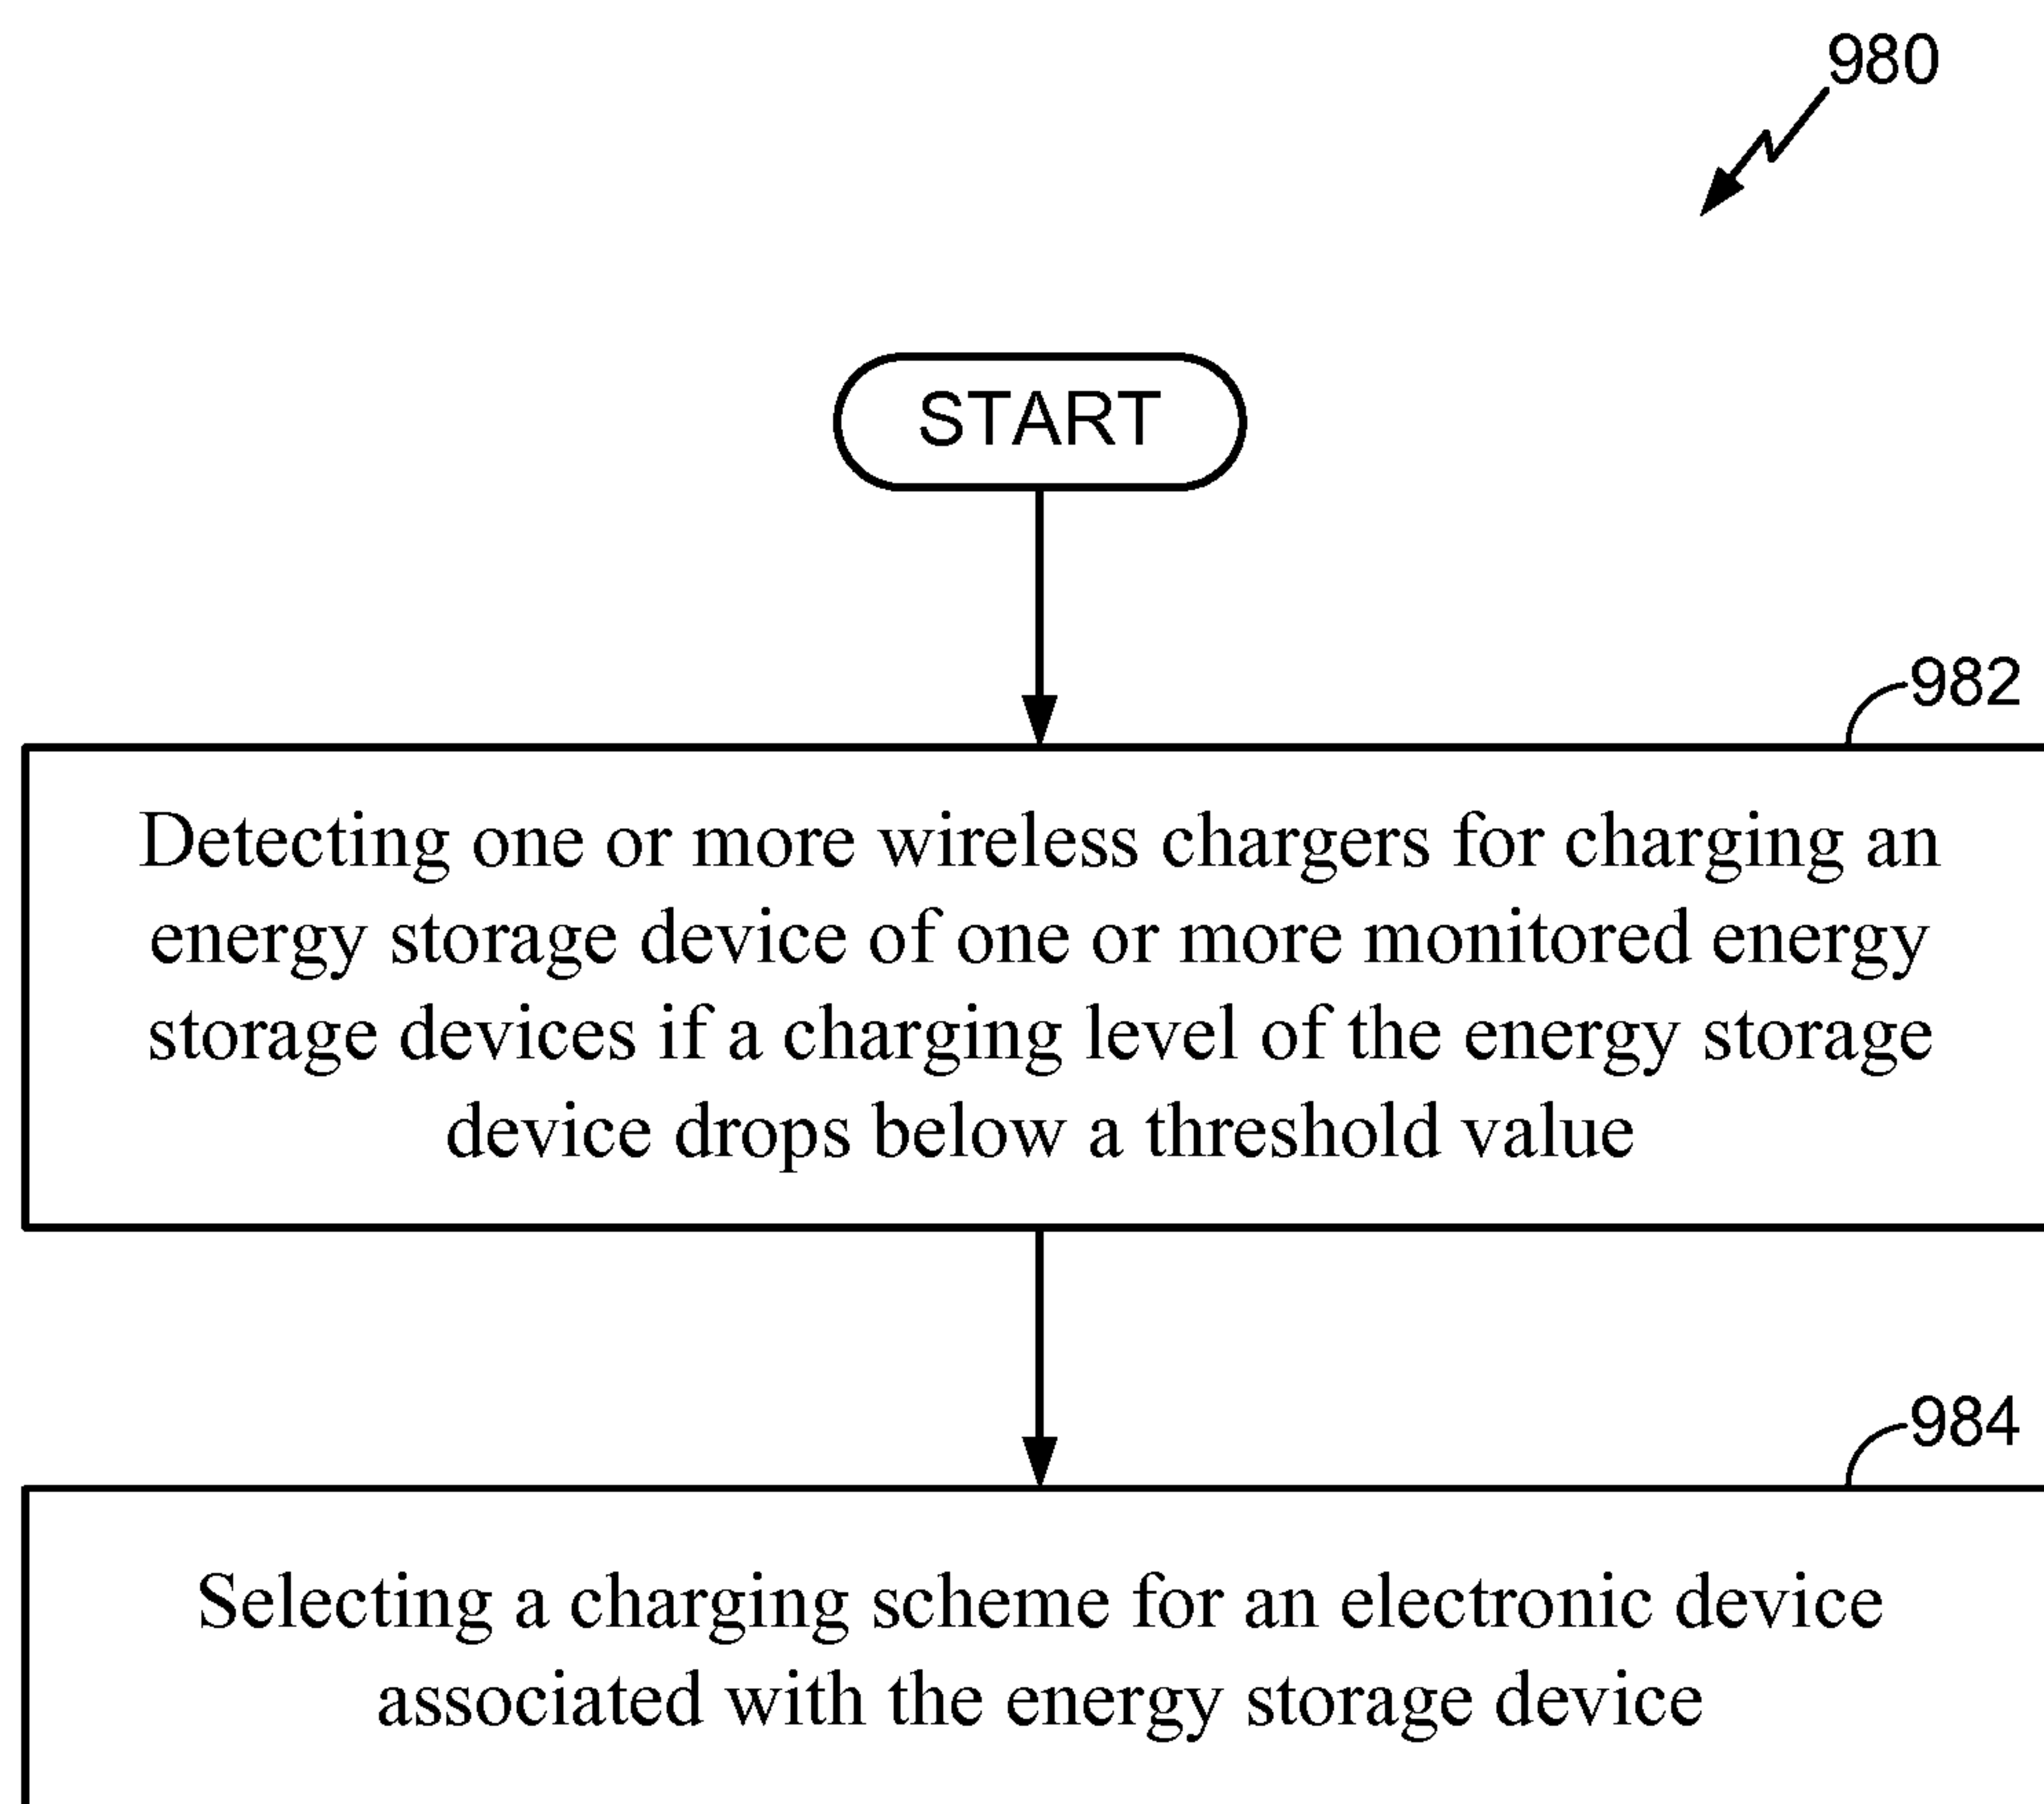 980
START
982
Detecting one or more wireless chargers for charging an
energy storage device of one or more monitored energy
storage devices if a charging level of the energy storage
device drops below a threshold value
984
Selecting a charging scheme for an electronic device
associated with the energy storage device